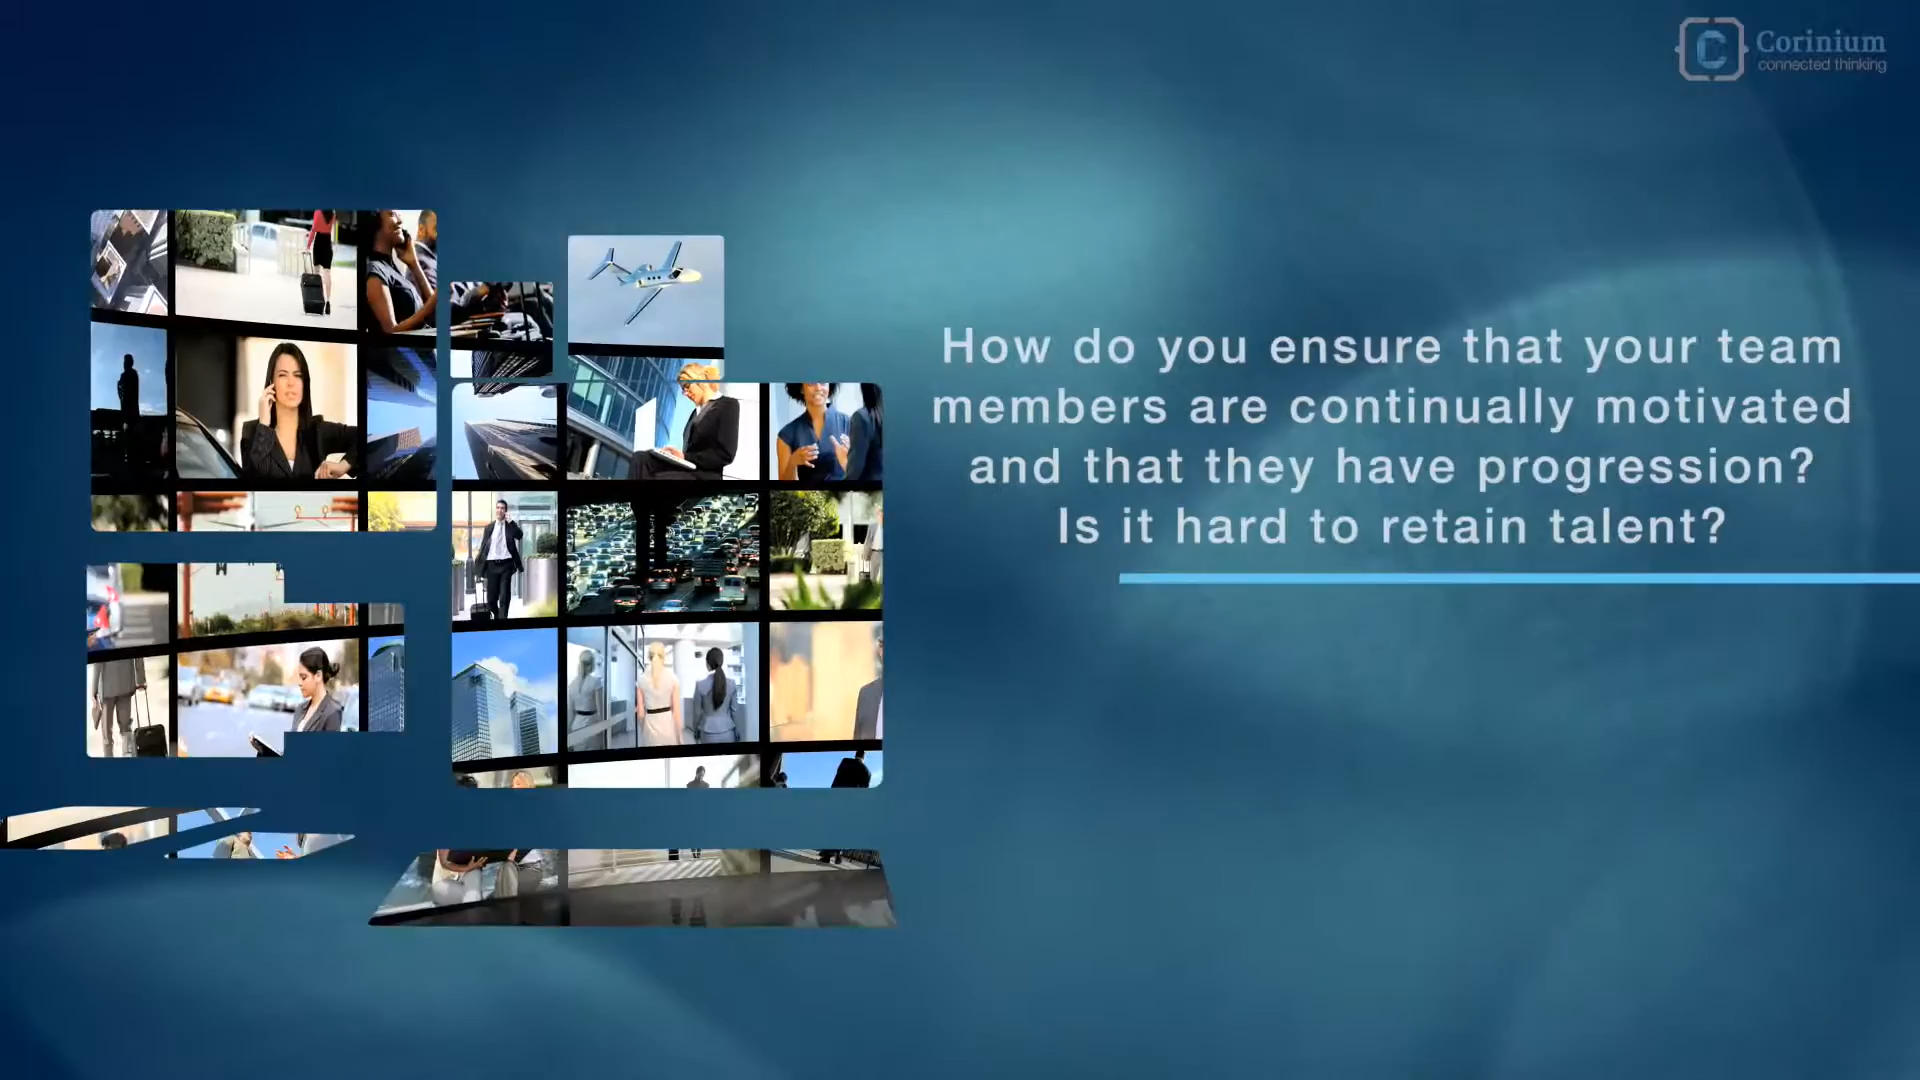 Corinium
connected thinking
How do you ensure that your team
members are continually motivated
and that they have progression?
Is it hard to retain talent?